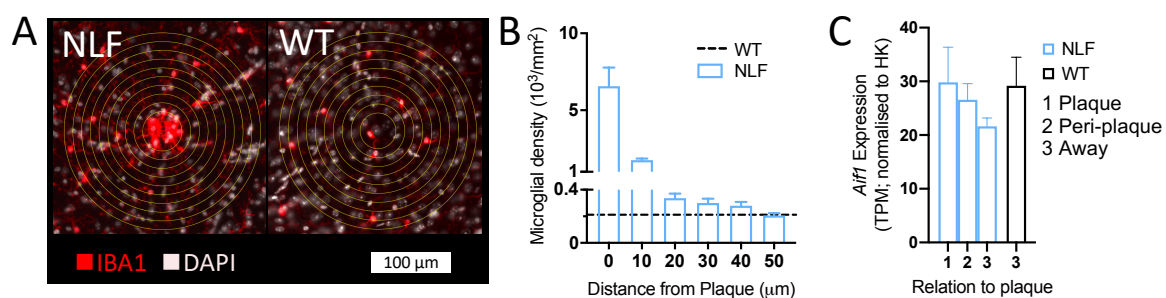 A
NLF
WT
IBA1
DAPI
100 µm
B
Microglial density (10³/mm²)
10
5
1
0.4
0
WT
NLF
0 10 20 30 40 50
Distance from Plaque (µm)
C
Aif1 Expression
(TPM; normalised to HK)
40
30
20
10
0
NLF
WT
1 Plaque
2 Peri-plaque
3 Away
1 2 3 3
Relation to plaque